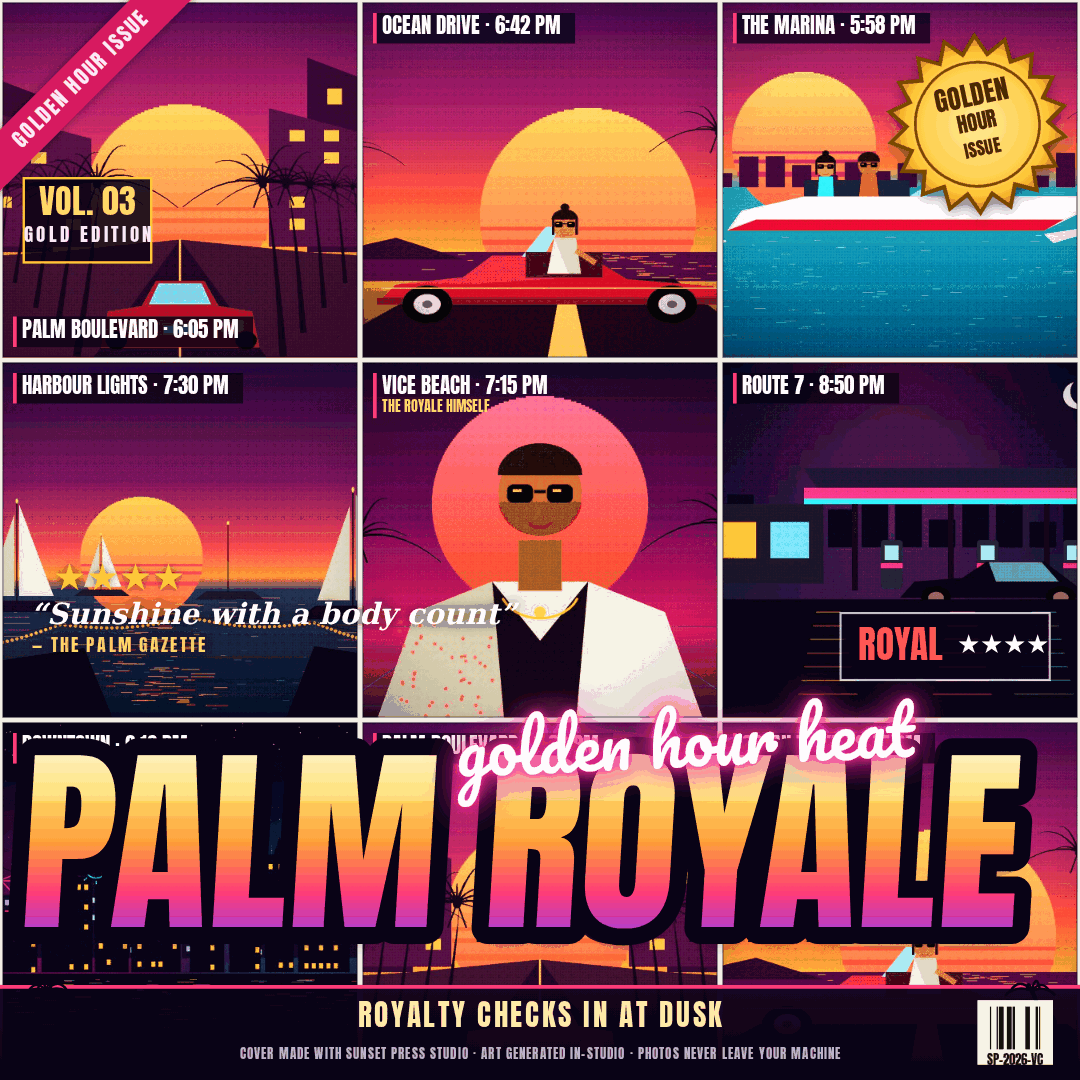 GOLDEN HOUR ISSUE
OCEAN DRIVE · 6:42 PM
THE MARINA · 5:58 PM
GOLDEN
HOUR
ISSUE
VOL. 03
GOLD EDITION
PALM BOULEVARD · 6:05 PM
HARBOUR LIGHTS · 7:30 PM
VICE BEACH · 7:15 PM
THE ROYALE HIMSELF
ROUTE 7 · 8:50 PM
“Sunshine with a body count”
– THE PALM GAZETTE
ROYAL ★★★★
golden hour heat
PALM ROYALE
ROYALTY CHECKS IN AT DUSK
COVER MADE WITH SUNSET PRESS STUDIO · ART GENERATED IN-STUDIO · PHOTOS NEVER LEAVE YOUR MACHINE
SP-2026-VC